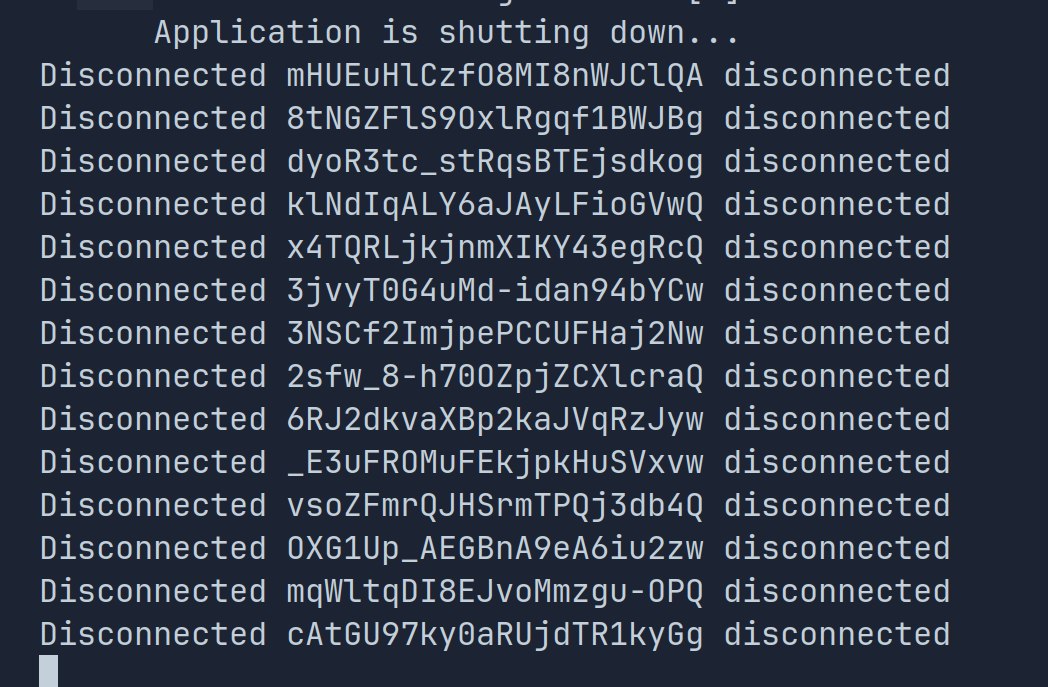 Application is shutting down...
Disconnected mHUEuHlCzfO8MI8nWJClQA disconnected
Disconnected 8tNGZFlS9OxlRgqf1BWJBg disconnected
Disconnected dyoR3tc_stRqsBTEjsdkog disconnected
Disconnected klNdIqALY6aJAyLFioGVwQ disconnected
Disconnected x4TQRLjkjnmXIKY43egRcQ disconnected
Disconnected 3jvyT0G4uMd-idan94bYCw disconnected
Disconnected 3NSCf2ImjpePCCUFHaj2Nw disconnected
Disconnected 2sfw_8-h70OZpjZCXlcraQ disconnected
Disconnected 6RJ2dkvaXBp2kaJVqRzJyw disconnected
Disconnected _E3uFROMuFEkjpkHuSVxvw disconnected
Disconnected vsoZFmrQJHSrmTPQj3db4Q disconnected
Disconnected OXG1Up_AEGBnA9eA6iu2zw disconnected
Disconnected mqWltqDI8EJvoMmzgu-OPQ disconnected
Disconnected cAtGU97ky0aRUjdTR1kyGg disconnected